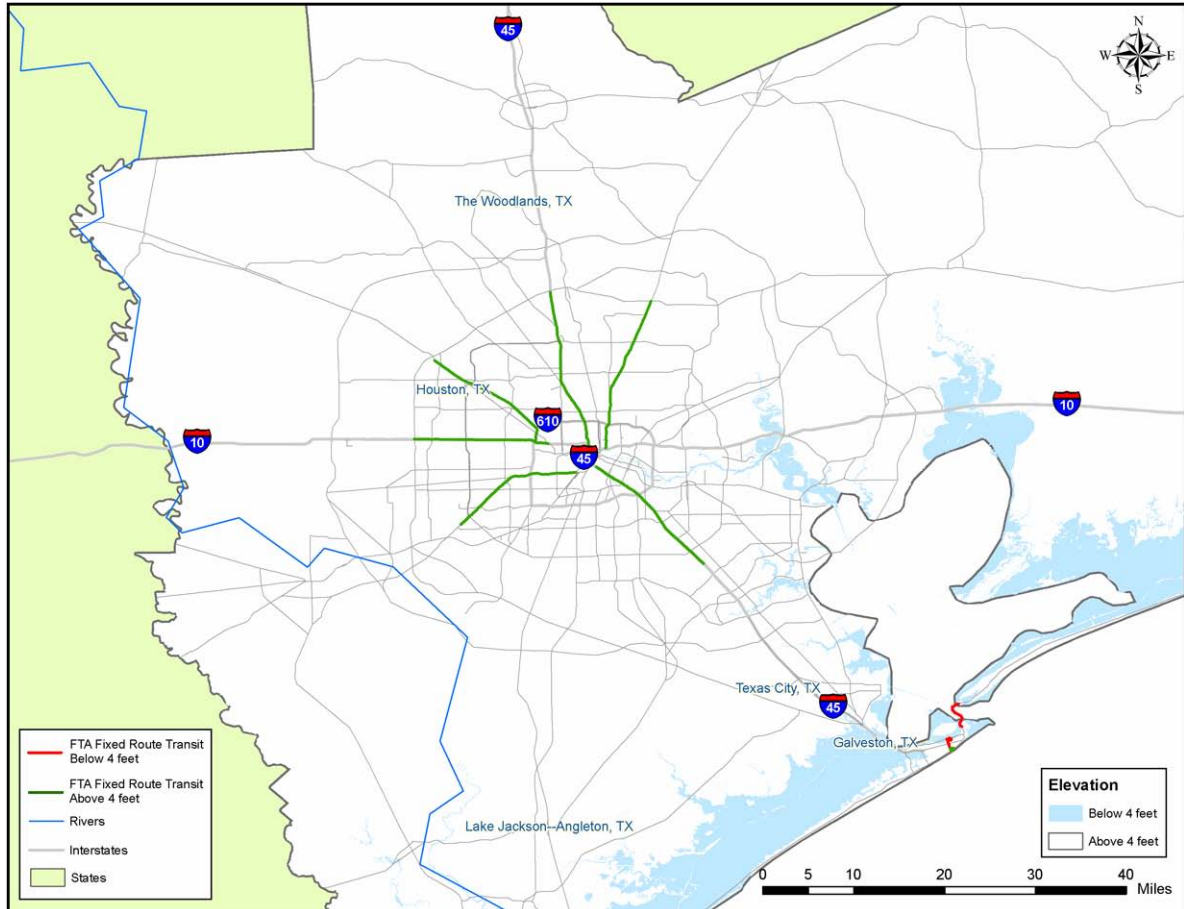 45
N
W E
S
The Woodlands, TX
Houston, TX
610
10
10
45
Texas City, TX
45
Galveston, TX
Lake Jackson--Angleton, TX
FTA Fixed Route Transit
Below 4 feet
FTA Fixed Route Transit
Above 4 feet
Rivers
Interstates
States
Elevation
Below 4 feet
Above 4 feet
0 5 10 20 30 40
Miles